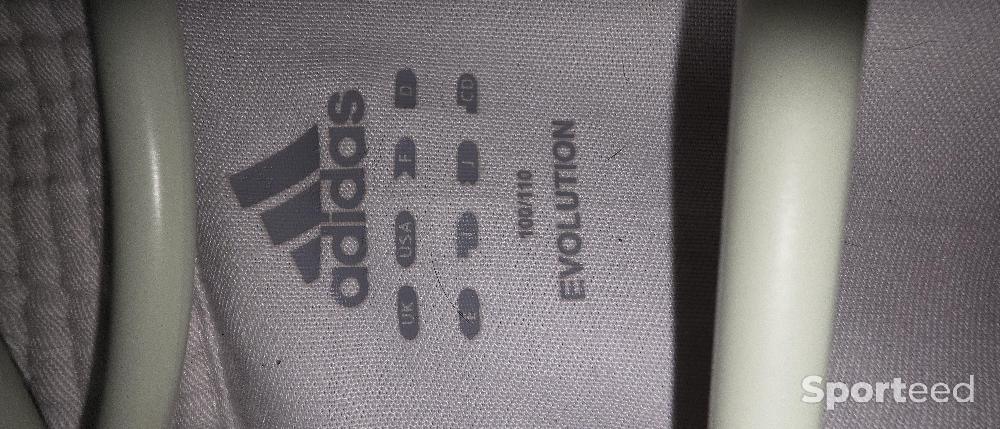 adidas
UK USA F D
E J CD
100/110
EVOLUTION
Sporteed